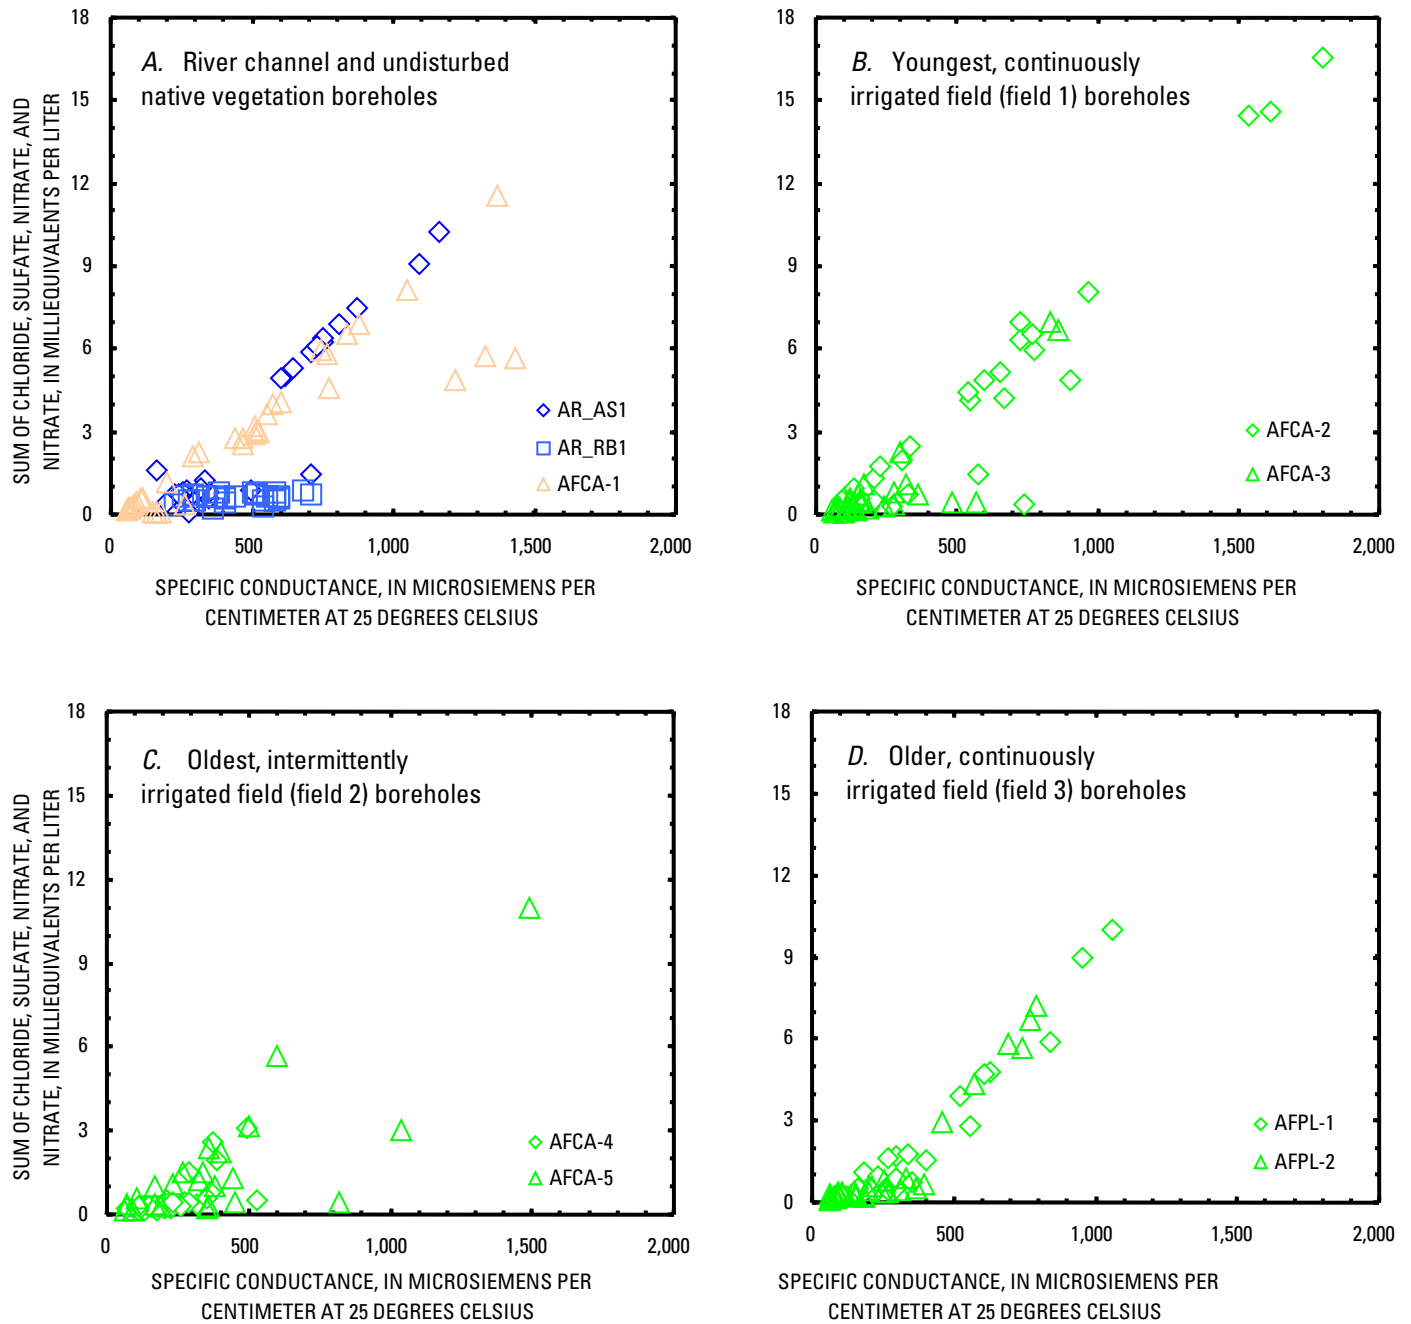 A. River channel and undisturbed
native vegetation boreholes
SUM OF CHLORIDE, SULFATE, NITRATE, AND
NITRATE, IN MILLIEQUIVALENTS PER LITER
18
15
12
9
6
3
0
AR_AS1
AR_RB1
AFCA-1
0 500 1,000 1,500 2,000
SPECIFIC CONDUCTANCE, IN MICROSIEMENS PER
CENTIMETER AT 25 DEGREES CELSIUS
B. Youngest, continuously
irrigated field (field 1) boreholes
18
15
12
9
6
3
0
AFCA-2
AFCA-3
0 500 1,000 1,500 2,000
SPECIFIC CONDUCTANCE, IN MICROSIEMENS PER
CENTIMETER AT 25 DEGREES CELSIUS
C. Oldest, intermittently
irrigated field (field 2) boreholes
SUM OF CHLORIDE, SULFATE, NITRATE, AND
NITRATE, IN MILLIEQUIVALENTS PER LITER
18
15
12
9
6
3
0
AFCA-4
AFCA-5
0 500 1,000 1,500 2,000
SPECIFIC CONDUCTANCE, IN MICROSIEMENS PER
CENTIMETER AT 25 DEGREES CELSIUS
D. Older, continuously
irrigated field (field 3) boreholes
18
15
12
9
6
3
0
AFPL-1
AFPL-2
0 500 1,000 1,500 2,000
SPECIFIC CONDUCTANCE, IN MICROSIEMENS PER
CENTIMETER AT 25 DEGREES CELSIUS